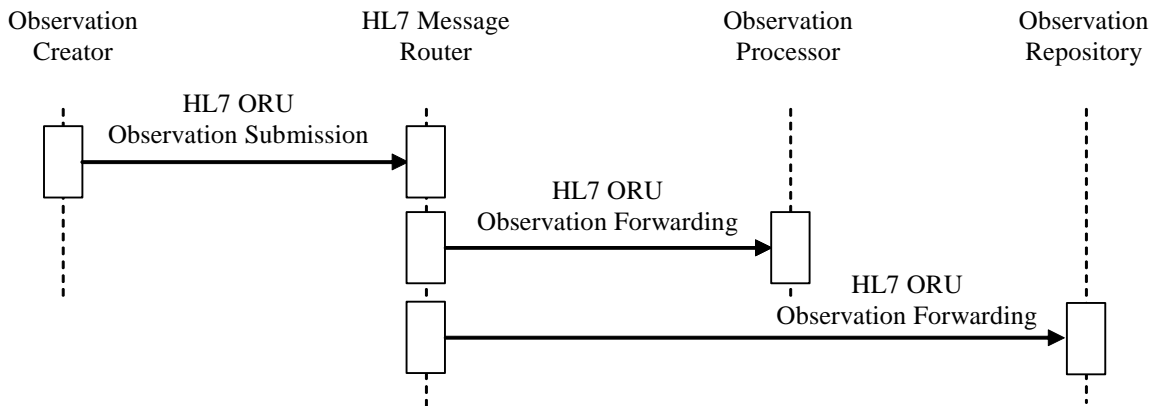 Observation
Creator
HL7 Message
Router
Observation
Processor
Observation
Repository
HL7 ORU
Observation Submission
HL7 ORU
Observation Forwarding
HL7 ORU
Observation Forwarding